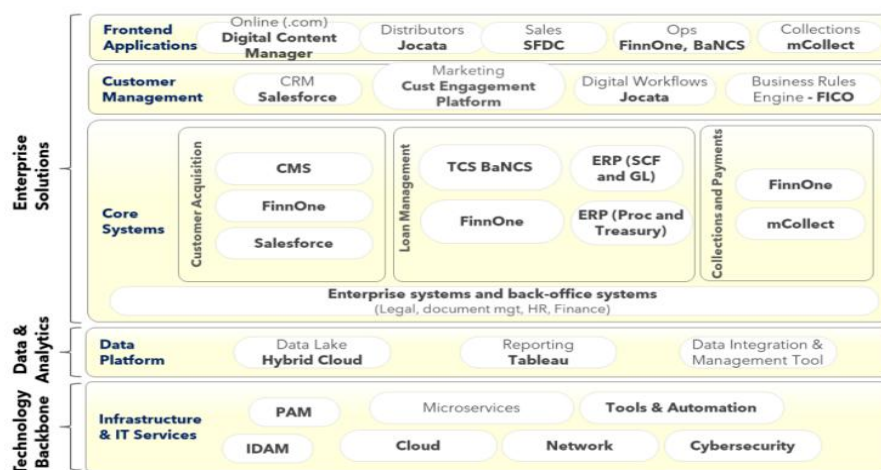 Enterprise
Solutions
Frontend
Applications
Online (.com)
Digital Content
Manager
Distributors
Jocata
Sales
SFDC
Ops
FinnOne, BaNCS
Collections
mCollect
Customer
Management
CRM
Salesforce
Marketing
Cust Engagement
Platform
Digital Workflows
Jocata
Business Rules
Engine - FICO
Core
Systems
Customer Acquisition
CMS
FinnOne
Salesforce
Loan Management
TCS BaNCS
ERP (SCF
and GL)
FinnOne
ERP (Proc and
Treasury)
Collections and Payments
FinnOne
mCollect
Enterprise systems and back-office systems
(Legal, document mgt, HR, Finance)
Data &
Analytics
Data
Platform
Data Lake
Hybrid Cloud
Reporting
Tableau
Data Integration &
Management Tool
Technology
Backbone
Infrastructure
& IT Services
PAM
Microservices
Tools & Automation
IDAM
Cloud
Network
Cybersecurity